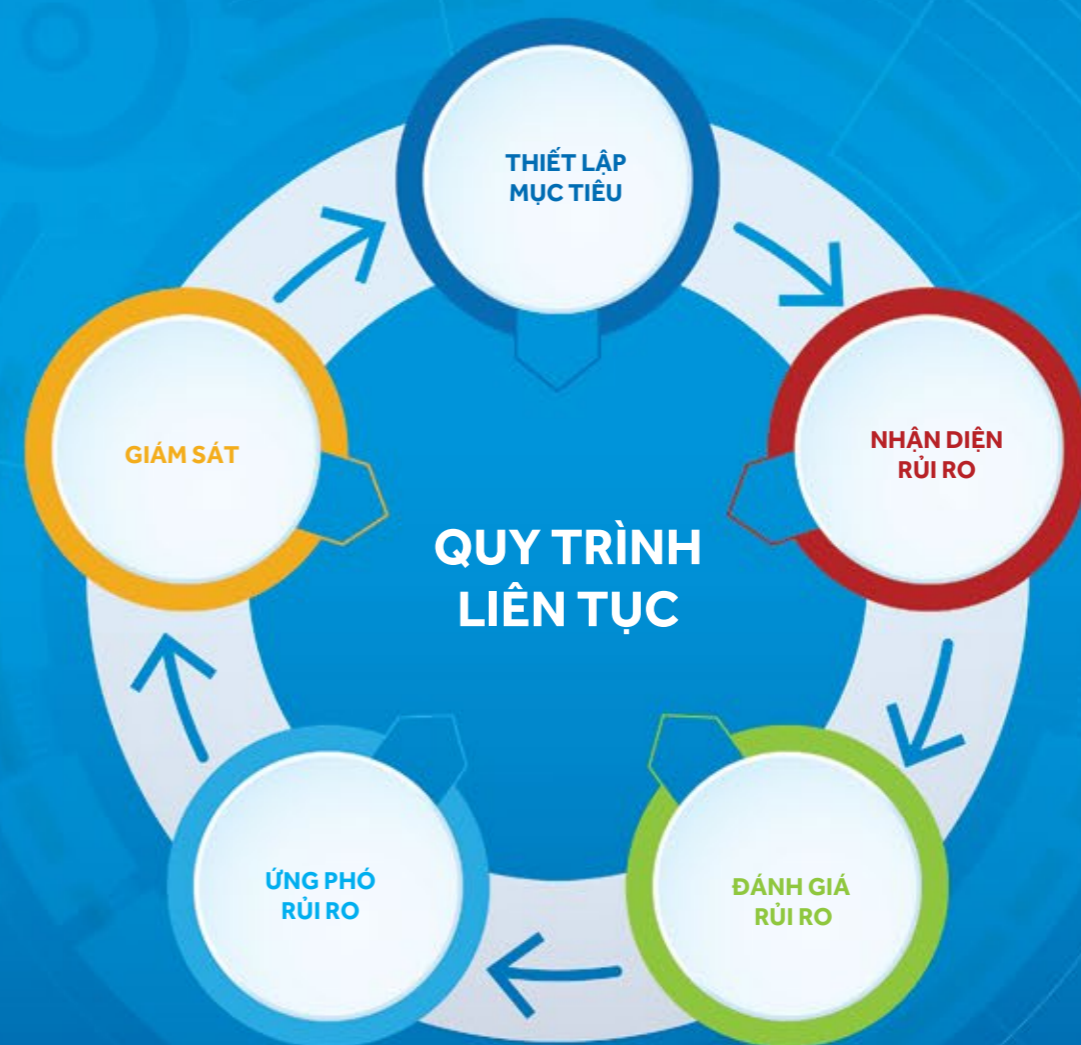 THIẾT LẬP
MỤC TIÊU
NHẬN DIỆN
RỦI RO
ĐÁNH GIÁ
RỦI RO
ỨNG PHÓ
RỦI RO
GIÁM SÁT
QUY TRÌNH
LIÊN TỤC